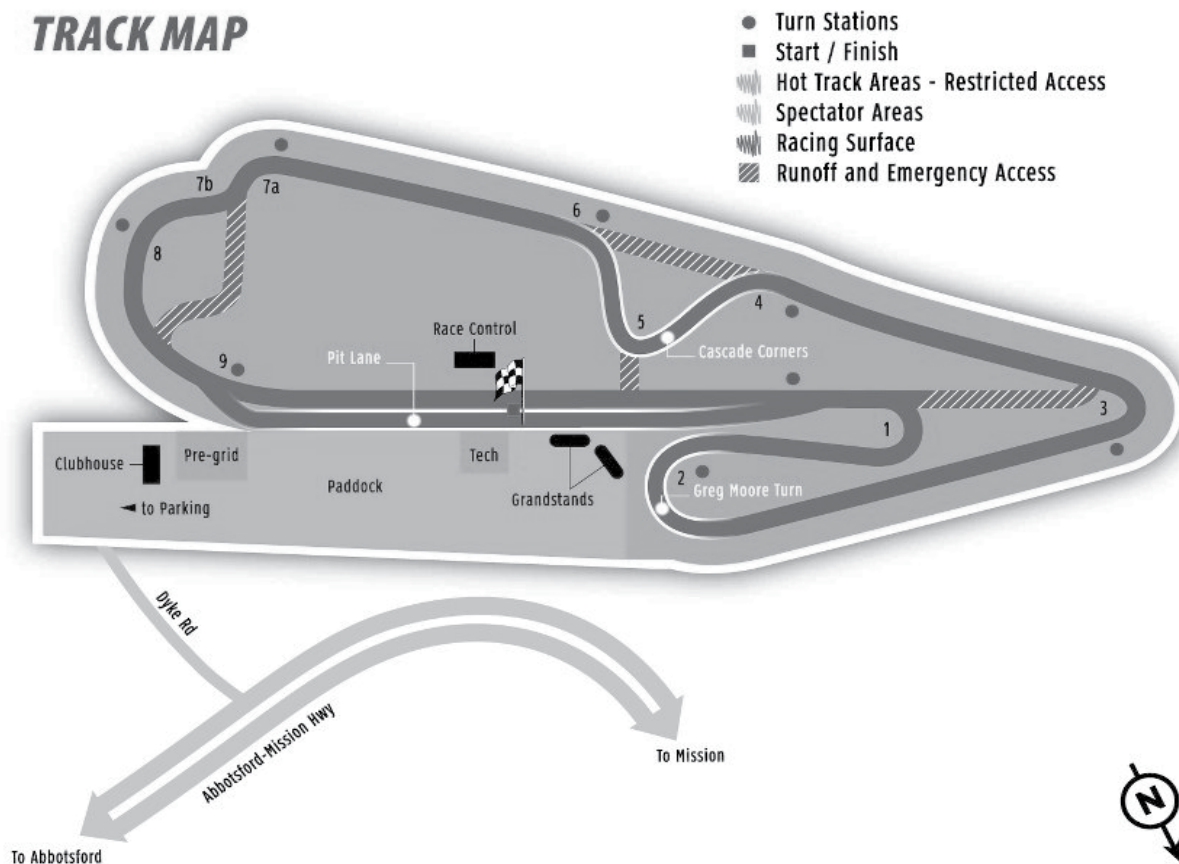 TRACK MAP
Turn Stations
Start / Finish
Hot Track Areas - Restricted Access
Spectator Areas
Racing Surface
Runoff and Emergency Access
7b
7a
6
8
5
4
Race Control
Cascade Corners
Pit Lane
9
3
1
Clubhouse
Pre-grid
Tech
2
Paddock
Grandstands
Greg Moore Turn
to Parking
Dyke Rd
Abbotsford-Mission Hwy
To Mission
To Abbotsford
N